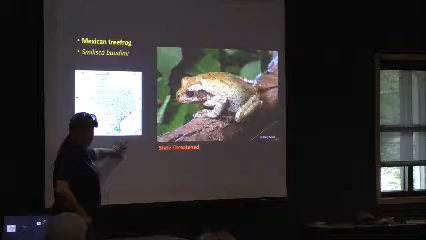 • Mexican treefrog
• Smilisca baudinii
State Threatened